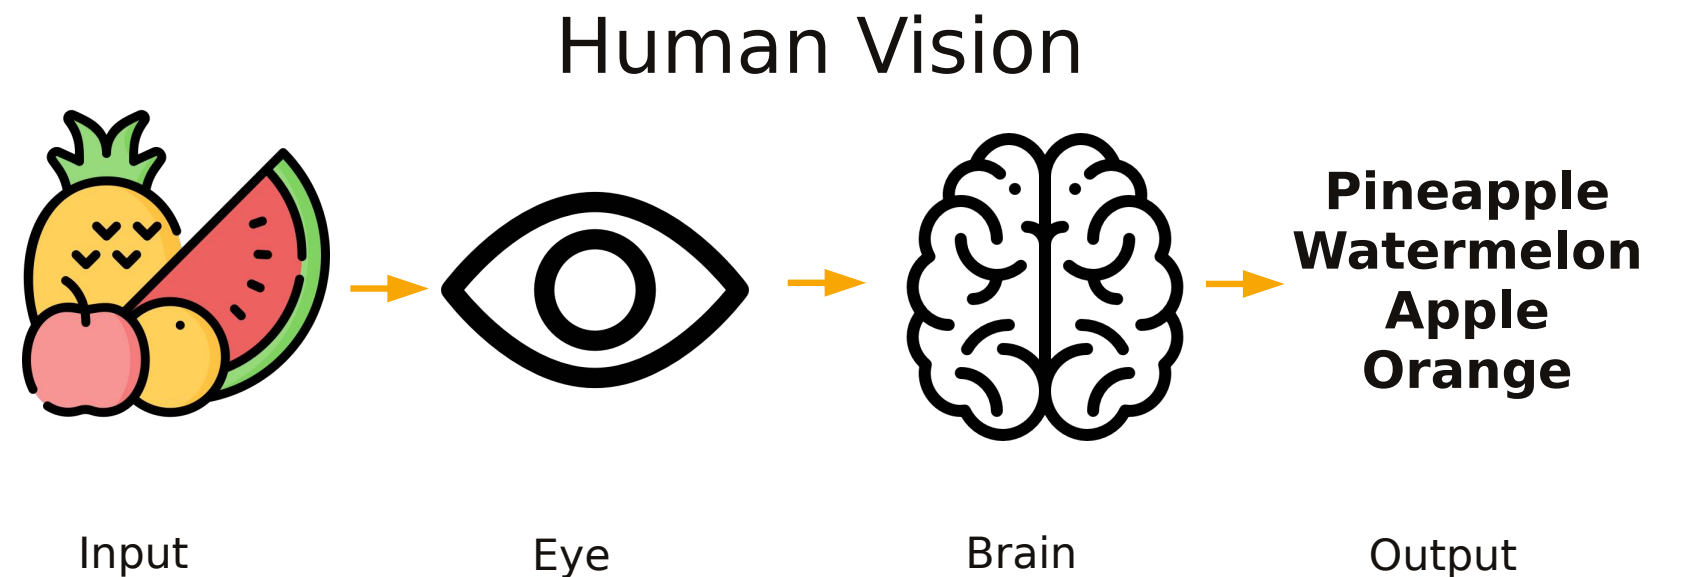 Human Vision
Pineapple
Watermelon
Apple
Orange
Input
Eye
Brain
Output